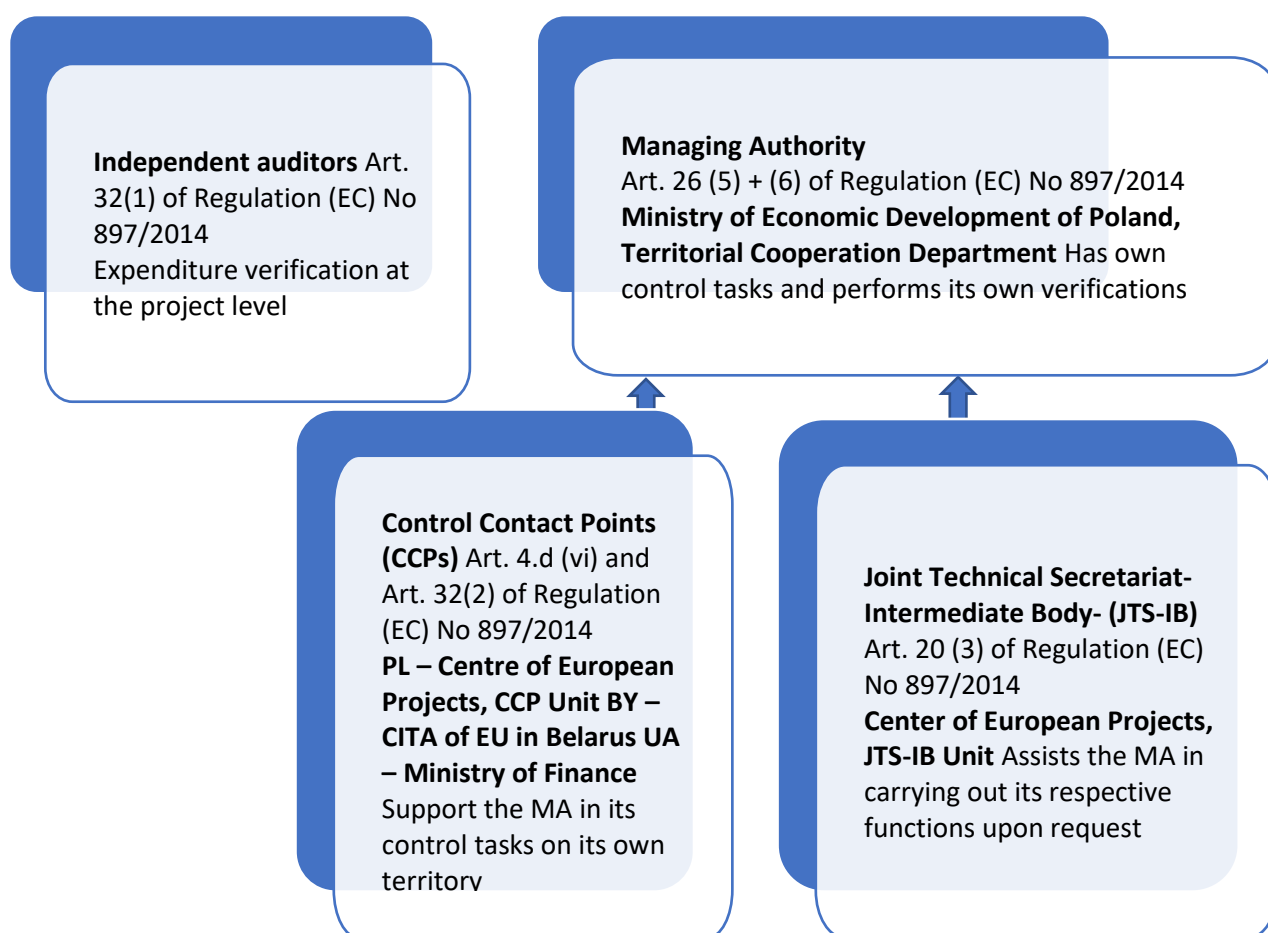 Independent auditors Art.
32(1) of Regulation (EC) No
897/2014
Expenditure verification at
the project level
Managing Authority
Art. 26 (5) + (6) of Regulation (EC) No 897/2014
Ministry of Economic Development of Poland,
Territorial Cooperation Department Has own
control tasks and performs its own verifications
Control Contact Points
(CCPs) Art. 4.d (vi) and
Art. 32(2) of Regulation
(EC) No 897/2014
PL – Centre of European
Projects, CCP Unit BY –
CITA of EU in Belarus UA
– Ministry of Finance
Support the MA in its
control tasks on its own
territory
Joint Technical Secretariat-
Intermediate Body- (JTS-IB)
Art. 20 (3) of Regulation (EC)
No 897/2014
Center of European Projects,
JTS-IB Unit Assists the MA in
carrying out its respective
functions upon request